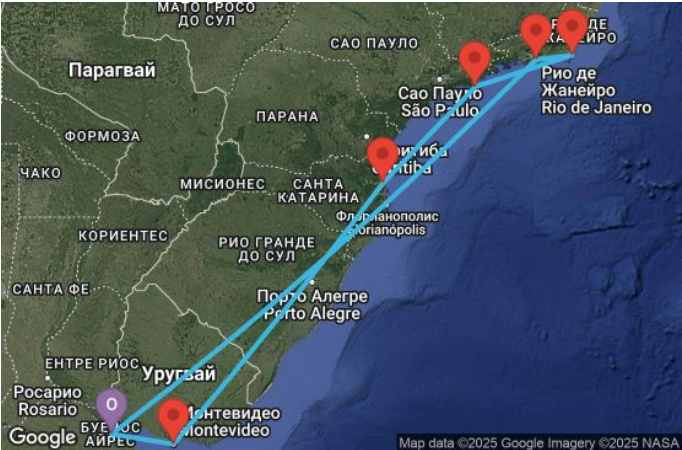 МАТО ГРОСО
ДО СУЛ
САО ПАУЛО
Парагвай
Сао Пауло
São Paulo
Рио де
Жанейро
Rio de Janeiro
ПАРАНА
ФОРМОЗА
ЧАКО
МИСИОНЕС
САНТА
КАТАРИНА
Флорианополис
КОРИЕНТЕС
РИО ГРАНДЕ
ДО СУЛ
САНТА ФЕ
Порто Алегре
Porto Alegre
ЕНТРЕ РИОС
Уругвай
Росарио
Rosario
O
АЙРЕС
Montevideo
Google
Map data ©2025 Google Imagery ©2025 NASA